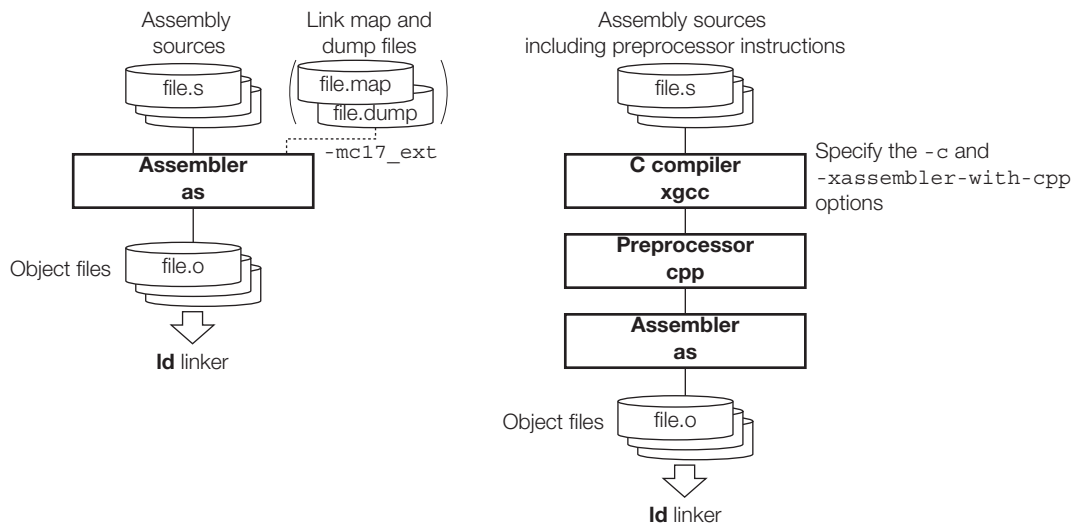 Assembly
sources
file.s
Link map and
dump files
file.map
file.dump
-mc17_ext
Assembler
as
Object files
file.o
ld linker
Assembly sources
including preprocessor instructions
file.s
C compiler
xgcc
Specify the -c and
-xassembler-with-cpp
options
Preprocessor
cpp
Assembler
as
Object files
file.o
ld linker